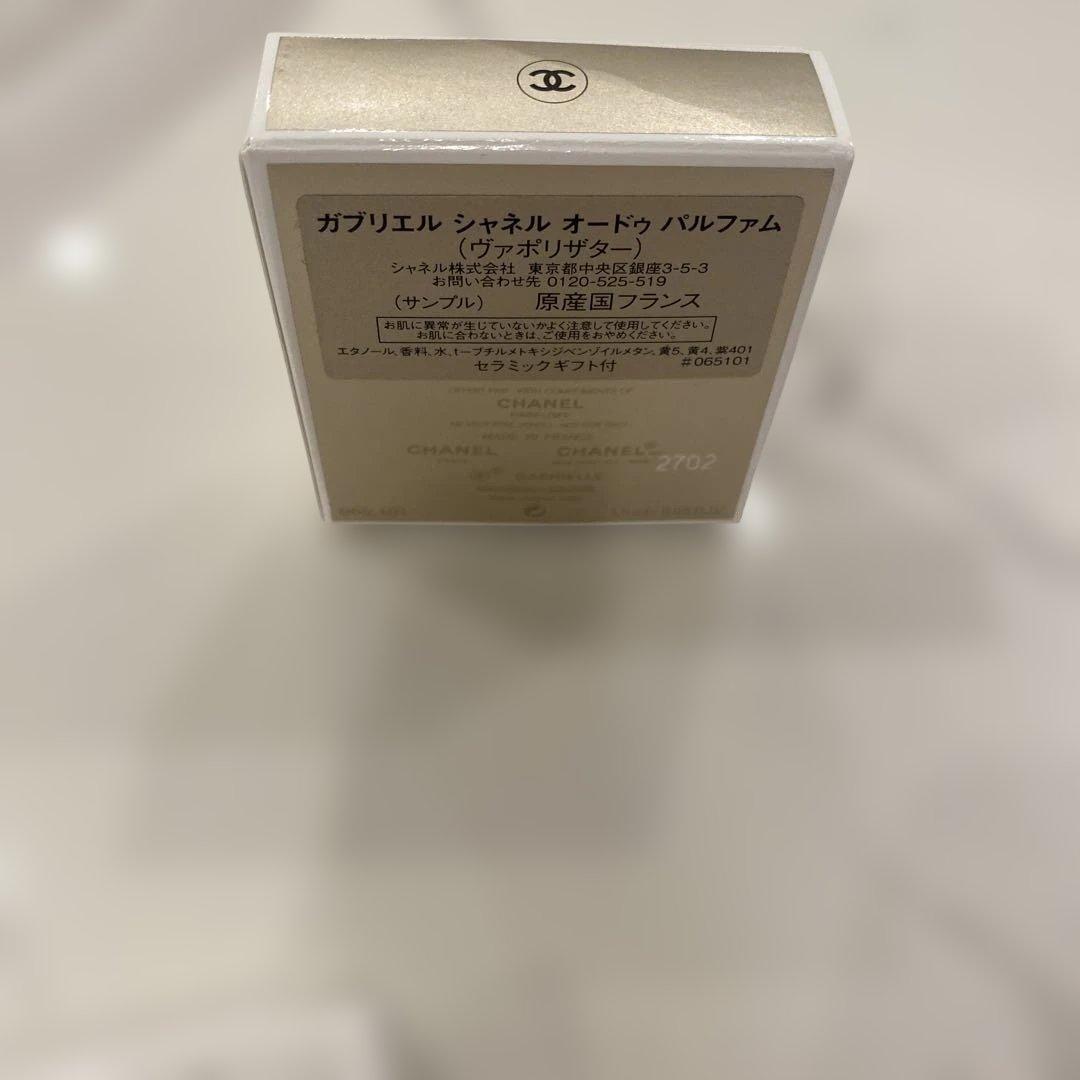 ガブリエル シャネル オードゥ パルファム
(ヴァポリザター)
シャネル株式会社 東京都中央区銀座3-5-3
お問い合わせ先 0120-525-519
(サンプル) 原産国フランス
お肌に異常が生じていないかよく注意して使用してください。
お肌に合わないときは、ご使用をおやめください。
エタノール、香料、水、t-ブチルメトキシジベンゾイルメタン、黄5、黄4、紫401
セラミックギフト付 #065101
CHANEL
MADE IN FRANCE
CHANEL CHANEL
2702
GABRIELLE